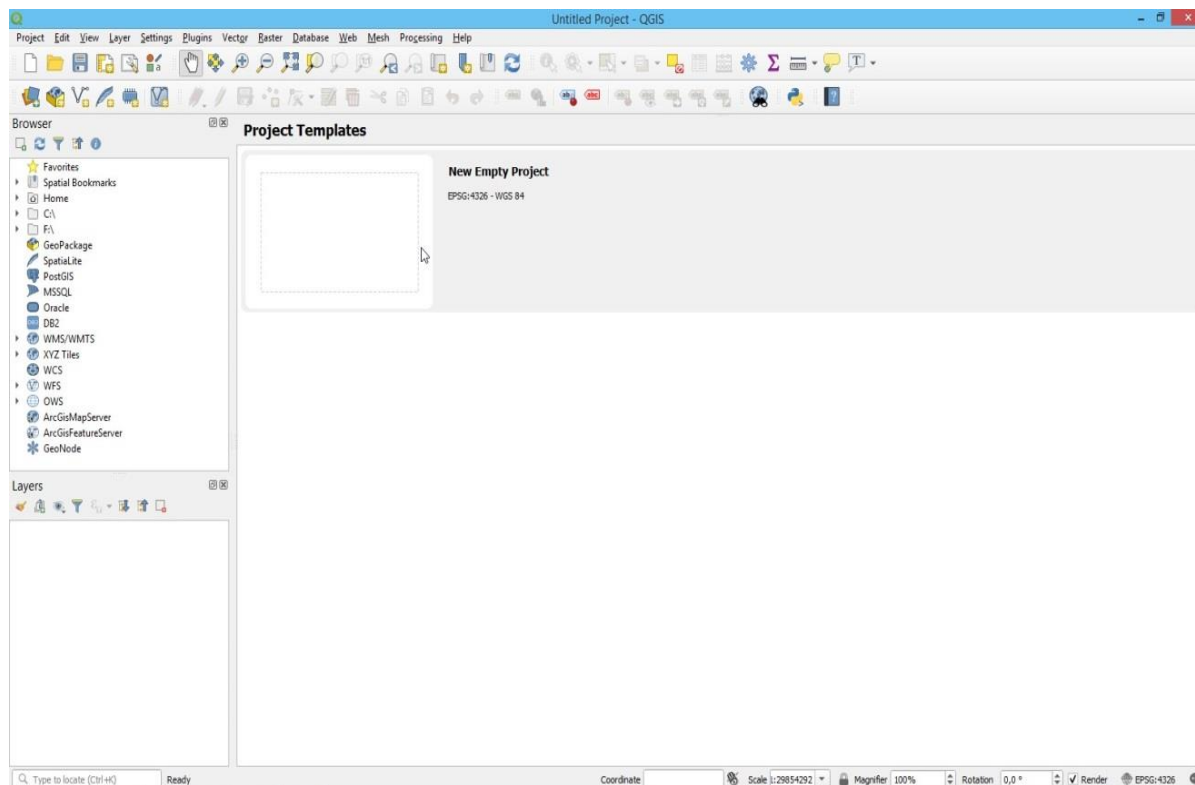 Untitled Project - QGIS
Project Edit View Layer Settings Plugins Vector Raster Database Web Mesh Processing Help
Browser
Project Templates
Favorites
Spatial Bookmarks
Home
C:\
F:\
GeoPackage
SpatiaLite
PostGIS
MSSQL
Oracle
DB2
WMS/WMTS
XYZ Tiles
WCS
WFS
OWS
ArcGisMapServer
ArcGisFeatureServer
GeoNode
New Empty Project
EPSG:4326 - WGS 84
Layers
Type to locate (Ctrl+K) Ready Coordinate Scale 1:29854292 Magnifier 100% Rotation 0,0 ° Render EPSG:4326